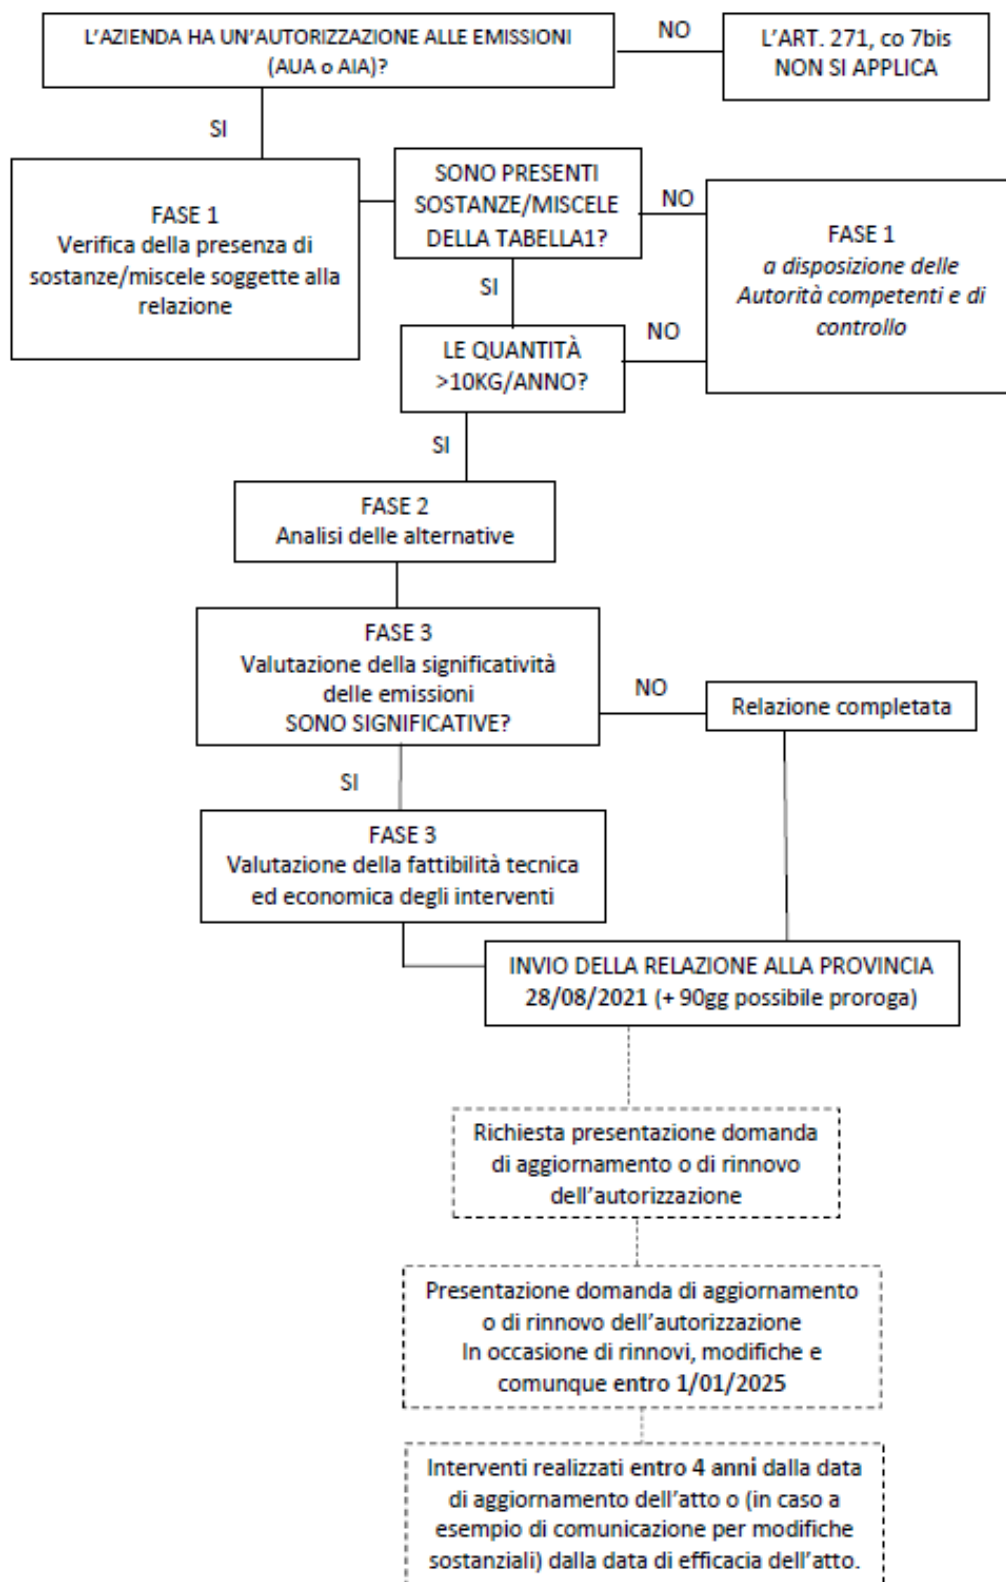 L'AZIENDA HA UN'AUTORIZZAZIONE ALLE EMISSIONI
(AUA o AIA)?
NO
L'ART. 271, co 7bis
NON SI APPLICA
SI
FASE 1
Verifica della presenza di
sostanze/miscele soggette alla
relazione
SONO PRESENTI
SOSTANZE/MISCELE
DELLA TABELLA1?
NO
FASE 1
a disposizione delle
Autorità competenti e di
controllo
SI
LE QUANTITÀ
>10KG/ANNO?
NO
SI
FASE 2
Analisi delle alternative
FASE 3
Valutazione della significatività
delle emissioni
SONO SIGNIFICATIVE?
NO
Relazione completata
SI
FASE 3
Valutazione della fattibilità tecnica
ed economica degli interventi
INVIO DELLA RELAZIONE ALLA PROVINCIA
28/08/2021 (+ 90gg possibile proroga)
Richiesta presentazione domanda
di aggiornamento o di rinnovo
dell'autorizzazione
Presentazione domanda di aggiornamento
o di rinnovo dell'autorizzazione
In occasione di rinnovi, modifiche e
comunque entro 1/01/2025
Interventi realizzati entro 4 anni dalla data
di aggiornamento dell'atto o (in caso a
esempio di comunicazione per modifiche
sostanziali) dalla data di efficacia dell'atto.